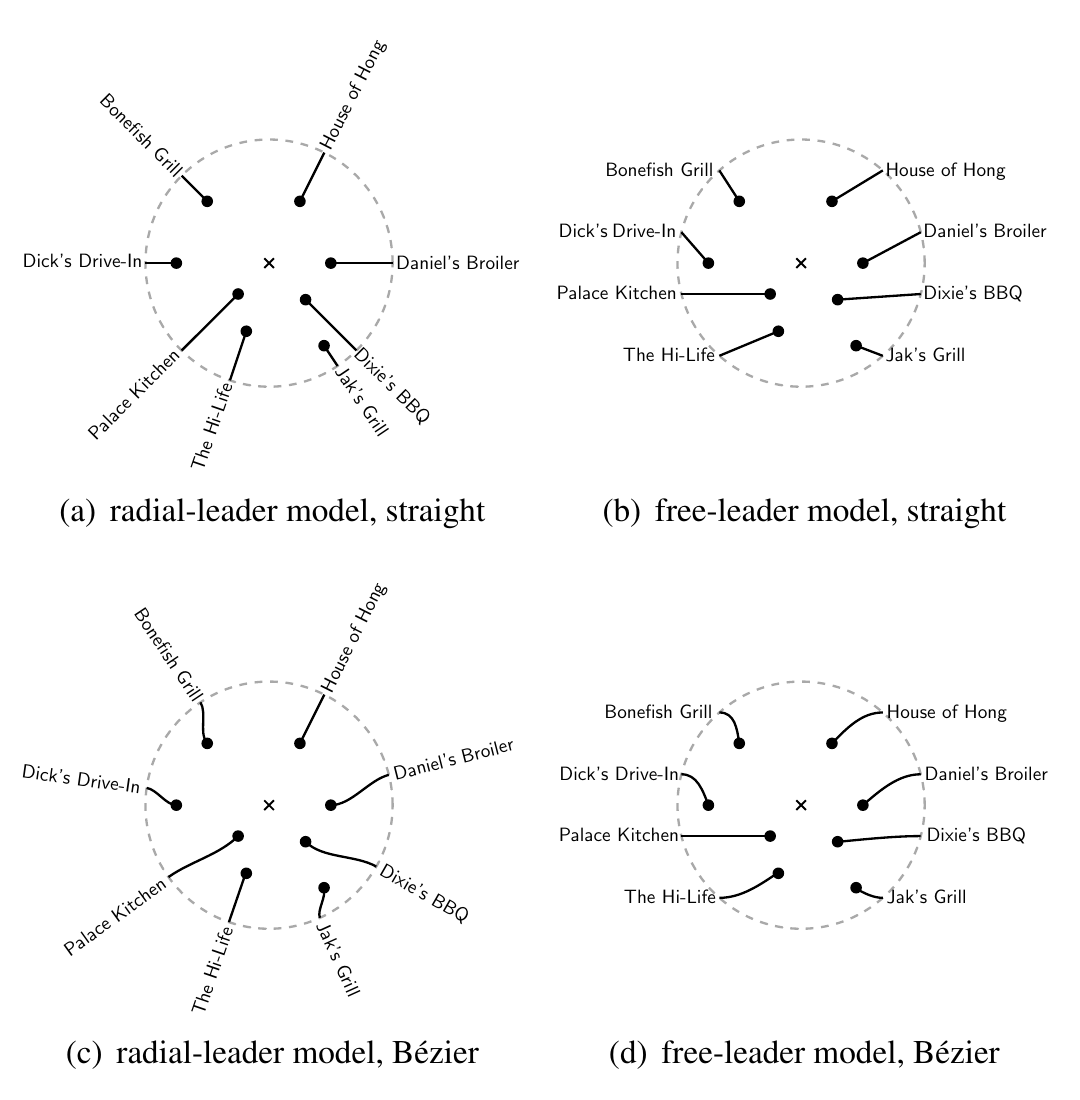 House of Hong
Bonefish Grill
Dick's Drive-In
Daniel's Broiler
Palace Kitchen
The Hi-Life
Dixie's BBQ
Jak's Grill
(a) radial-leader model, straight
Bonefish Grill
House of Hong
Dick's Drive-In
Daniel's Broiler
Palace Kitchen
Dixie's BBQ
The Hi-Life
Jak's Grill
(b) free-leader model, straight
House of Hong
Bonefish Grill
Dick's Drive-In
Daniel's Broiler
Palace Kitchen
Dixie's BBQ
The Hi-Life
Jak's Grill
(c) radial-leader model, Bézier
Bonefish Grill
House of Hong
Dick's Drive-In
Daniel's Broiler
Palace Kitchen
Dixie's BBQ
The Hi-Life
Jak's Grill
(d) free-leader model, Bézier